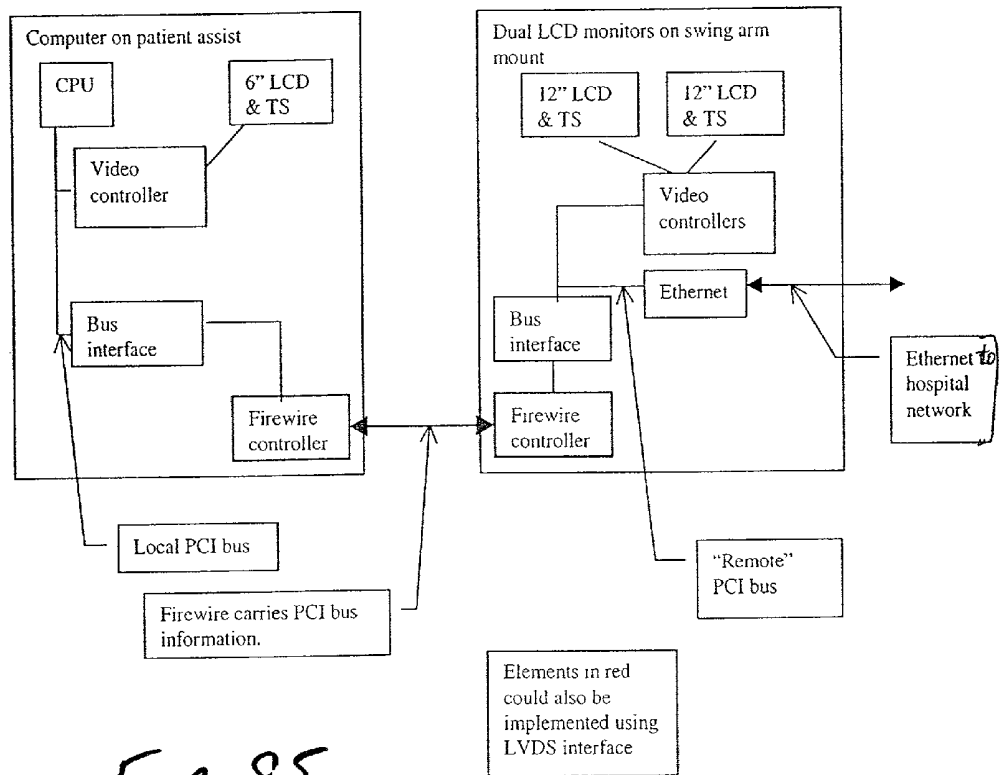 Computer on patient assist
CPU
6” LCD
& TS
Video
controller
Bus
interface
Firewire
controller
Dual LCD monitors on swing arm
mount
12” LCD
& TS
12” LCD
& TS
Video
controllers
Ethernet
Bus
interface
Firewire
controller
Ethernet to
hospital
network
Local PCI bus
Firewire carries PCI bus
information.
“Remote”
PCI bus
Elements in red
could also be
implemented using
LVDS interface
Fig 85